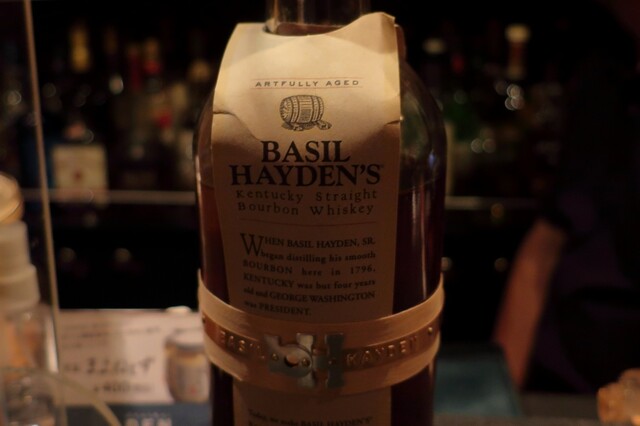 ARTFULLY AGED
BASIL
HAYDEN'S
Kentucky Straight
Bourbon Whiskey
WHEN BASIL HAYDEN, SR.
began distilling his smooth
BOURBON here in 1796,
KENTUCKY was but four years
old and GEORGE WASHINGTON
was PRESIDENT.
BASIL HAYDEN